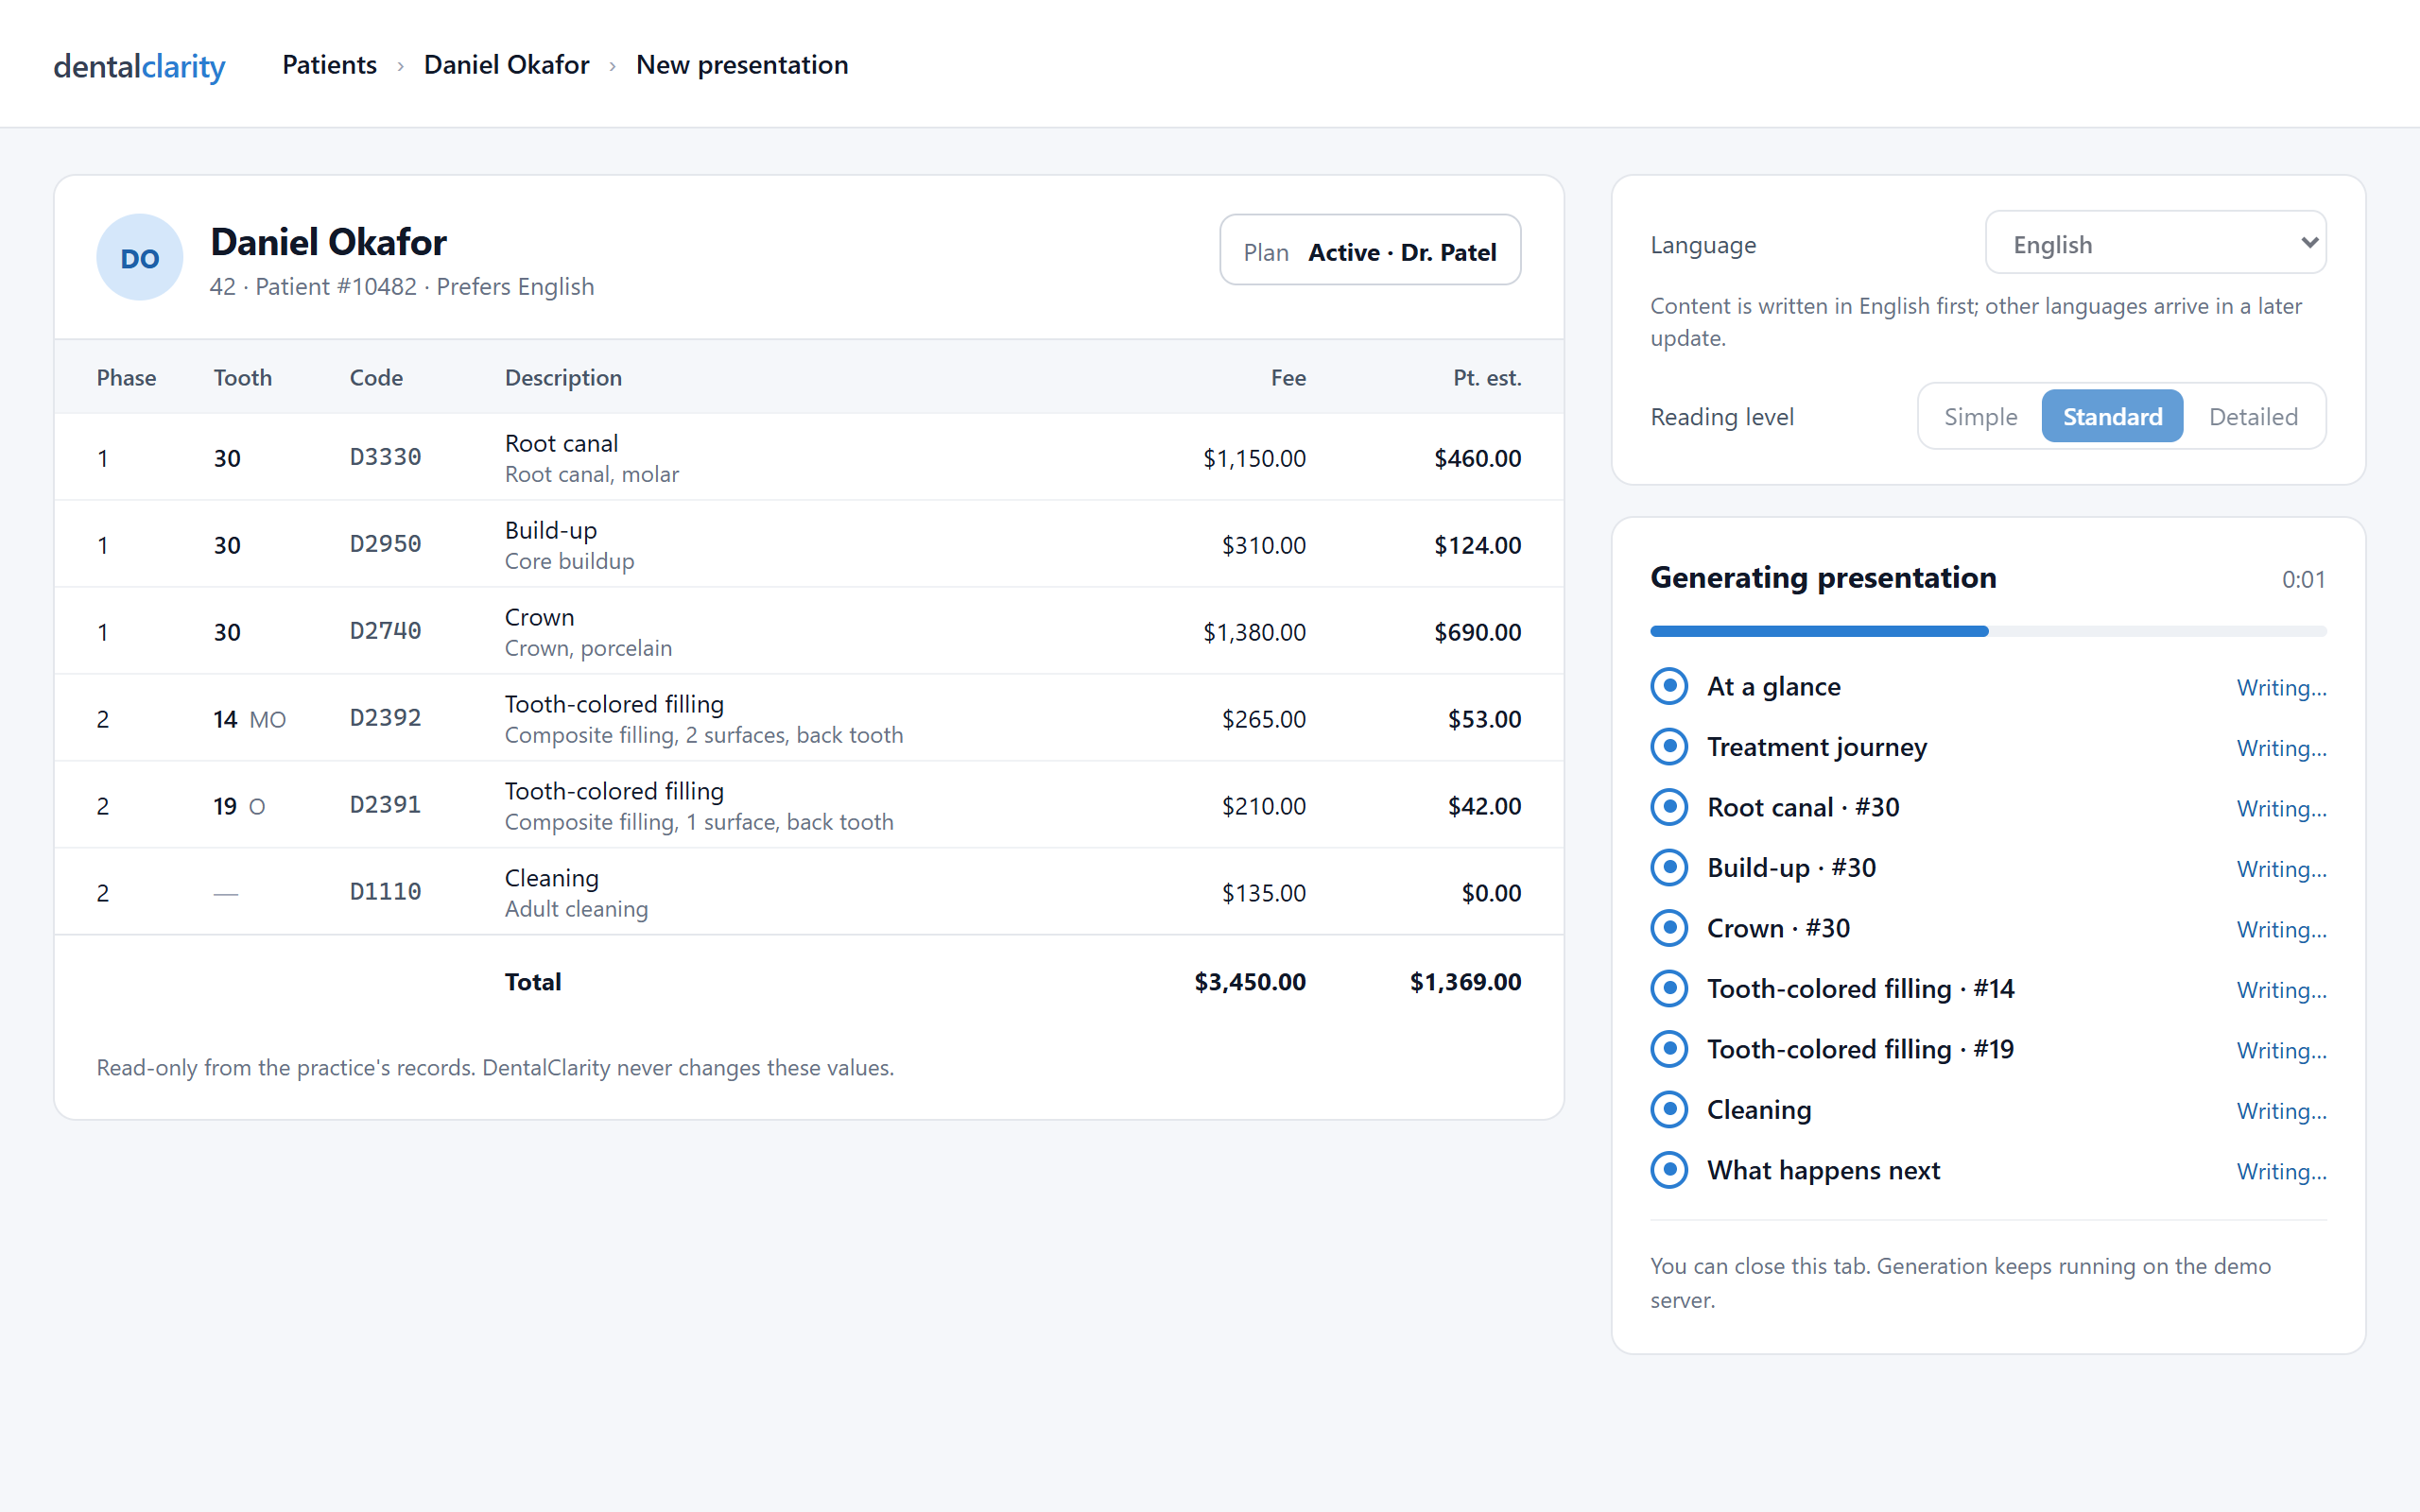 dentalclarity
Patients › Daniel Okafor › New presentation
DO
Daniel Okafor
42 · Patient #10482 · Prefers English
Plan Active · Dr. Patel
Phase Tooth Code Description Fee Pt. est.
1 30 D3330 Root canal $1,150.00 $460.00
Root canal, molar
1 30 D2950 Build-up $310.00 $124.00
Core buildup
1 30 D2740 Crown $1,380.00 $690.00
Crown, porcelain
2 14 MO D2392 Tooth-colored filling $265.00 $53.00
Composite filling, 2 surfaces, back tooth
2 19 O D2391 Tooth-colored filling $210.00 $42.00
Composite filling, 1 surface, back tooth
2 — D1110 Cleaning $135.00 $0.00
Adult cleaning
Total $3,450.00 $1,369.00
Read-only from the practice's records. DentalClarity never changes these values.
Language English
Content is written in English first; other languages arrive in a later
update.
Reading level Simple Standard Detailed
Generating presentation 0:01
At a glance Writing...
Treatment journey Writing...
Root canal · #30 Writing...
Build-up · #30 Writing...
Crown · #30 Writing...
Tooth-colored filling · #14 Writing...
Tooth-colored filling · #19 Writing...
Cleaning Writing...
What happens next Writing...
You can close this tab. Generation keeps running on the demo
server.